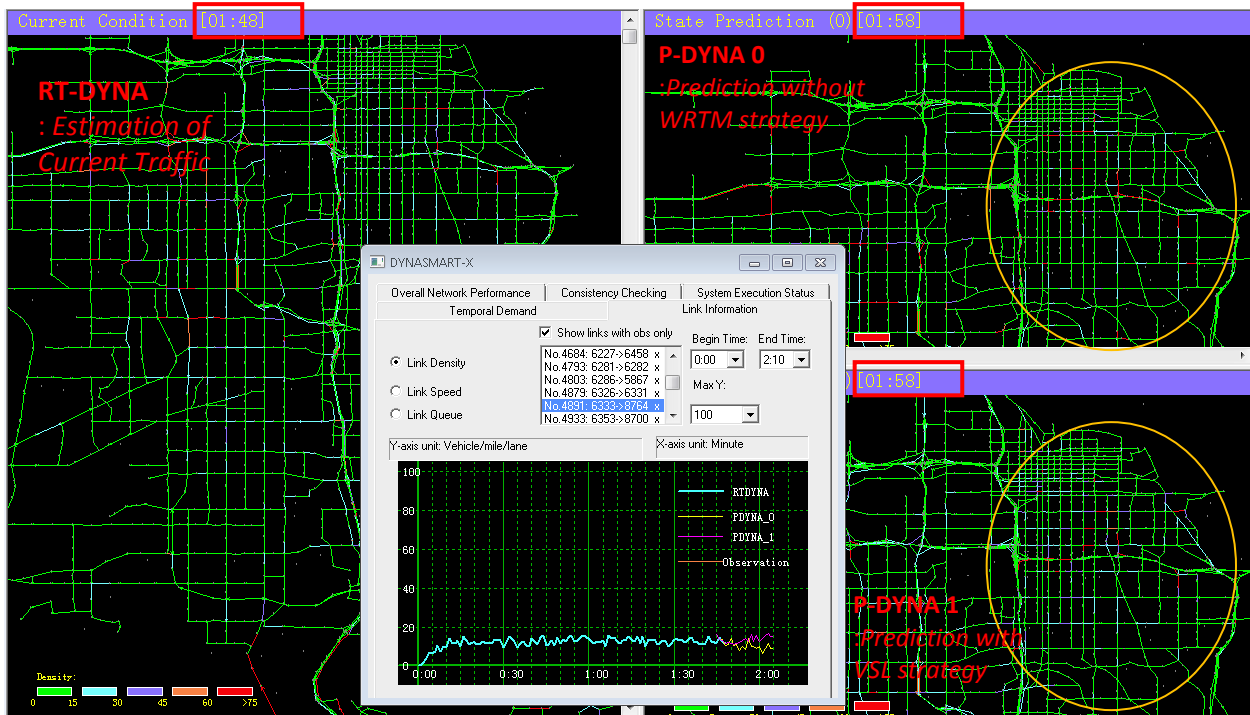 Current Condition [01:48]
RT-DYNA
: Estimation of
Current Traffic
Density:
0 15 30 45 60 >75
State Prediction (0)[01:58]
P-DYNA 0
:Prediction without
WRTM strategy
)[01:58]
P-DYNA 1
:Prediction with
VSL strategy
DYNASMART-X
Overall Network Performance
Consistency Checking
System Execution Status
Temporal Demand
Link Information
Show links with obs only
Link Density
Link Speed
Link Queue
No.4684: 6227->6458 x
No.4793: 6281->6282 x
No.4803: 6286->5867 x
No.4879: 6326->6331 x
No.4891: 6333->8764 x
No.4933: 6353->8700 x
Begin Time: End Time:
0:00 2:10
Max Y:
100
Y-axis unit: Vehicle/mile/lane
X-axis unit: Minute
100
80
60
40
20
0
RTDYNA
PDYNA_0
PDYNA_1
Observation
0:00 0:30 1:00 1:30 2:00